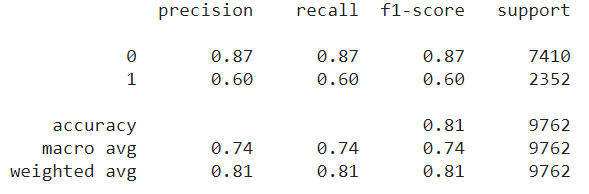 precision recall f1-score support
0 0.87 0.87 0.87 7410
1 0.60 0.60 0.60 2352
accuracy 0.81 9762
macro avg 0.74 0.74 0.74 9762
weighted avg 0.81 0.81 0.81 9762